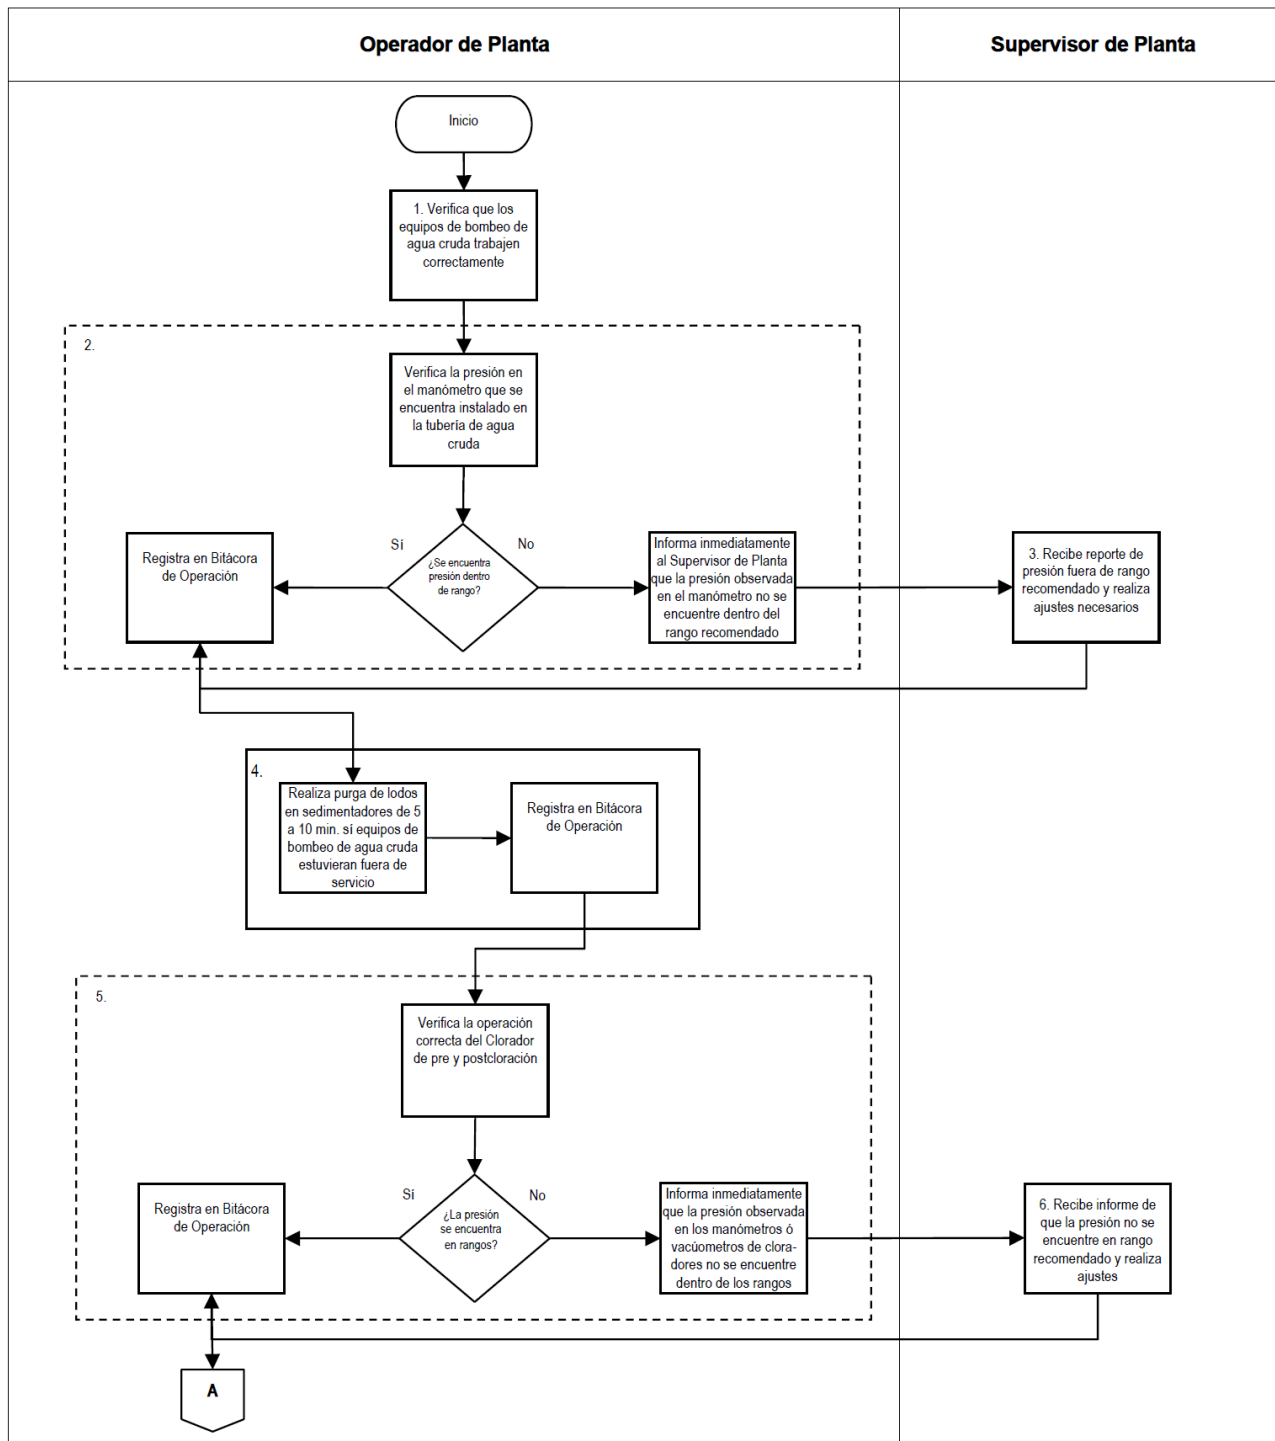 Operador de Planta
Supervisor de Planta
Inicio
1. Verifica que los
equipos de bombeo de
agua cruda trabajen
correctamente
2.
Verifica la presión en
el manómetro que se
encuentra instalado en
la tubería de agua
cruda
Sí
No
¿Se encuentra
presión dentro
de rango?
Registra en Bitácora
de Operación
Informa inmediatamente
al Supervisor de Planta
que la presión observada
en el manómetro no se
encuentre dentro del
rango recomendado
3. Recibe reporte de
presión fuera de rango
recomendado y realiza
ajustes necesarios
4.
Realiza purga de lodos
en sedimentadores de 5
a 10 min. sí equipos de
bombeo de agua cruda
estuvieran fuera de
servicio
Registra en Bitácora
de Operación
5.
Verifica la operación
correcta del Clorador
de pre y postcloración
Sí
No
¿La presión
se encuentra
en rangos?
Registra en Bitácora
de Operación
Informa inmediatamente
que la presión observada
en los manómetros ó
vacúometros de clora-
dores no se encuentre
dentro de los rangos
6. Recibe informe de
que la presión no se
encuentre en rango
recomendado y realiza
ajustes
A